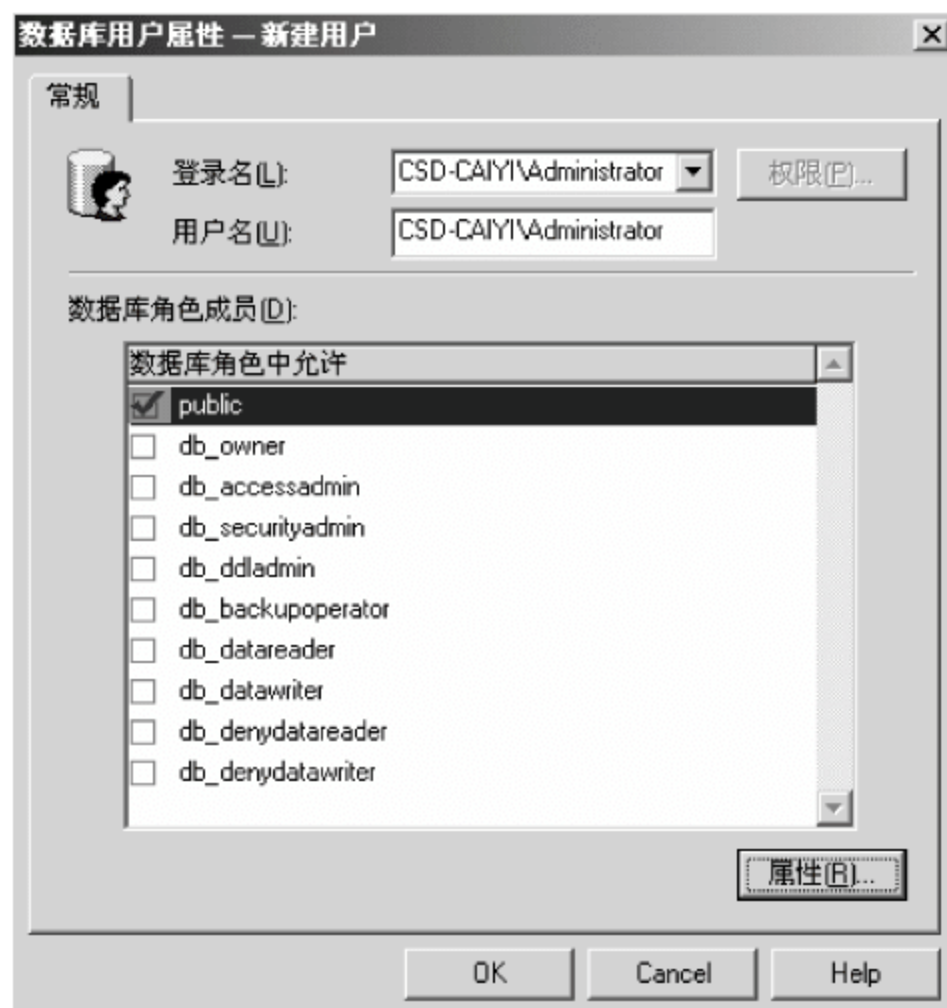 数据库用户属性 — 新建用户
常规
登录名(L): CSD-CAIYI\Administrator 权限(P)...
用户名(U): CSD-CAIYI\Administrator
数据库角色成员(D):
数据库角色中允许
public
db_owner
db_accessadmin
db_securityadmin
db_ddladmin
db_backupoperator
db_datareader
db_datawriter
db_denydatareader
db_denydatawriter
属性(R)...
OK Cancel Help